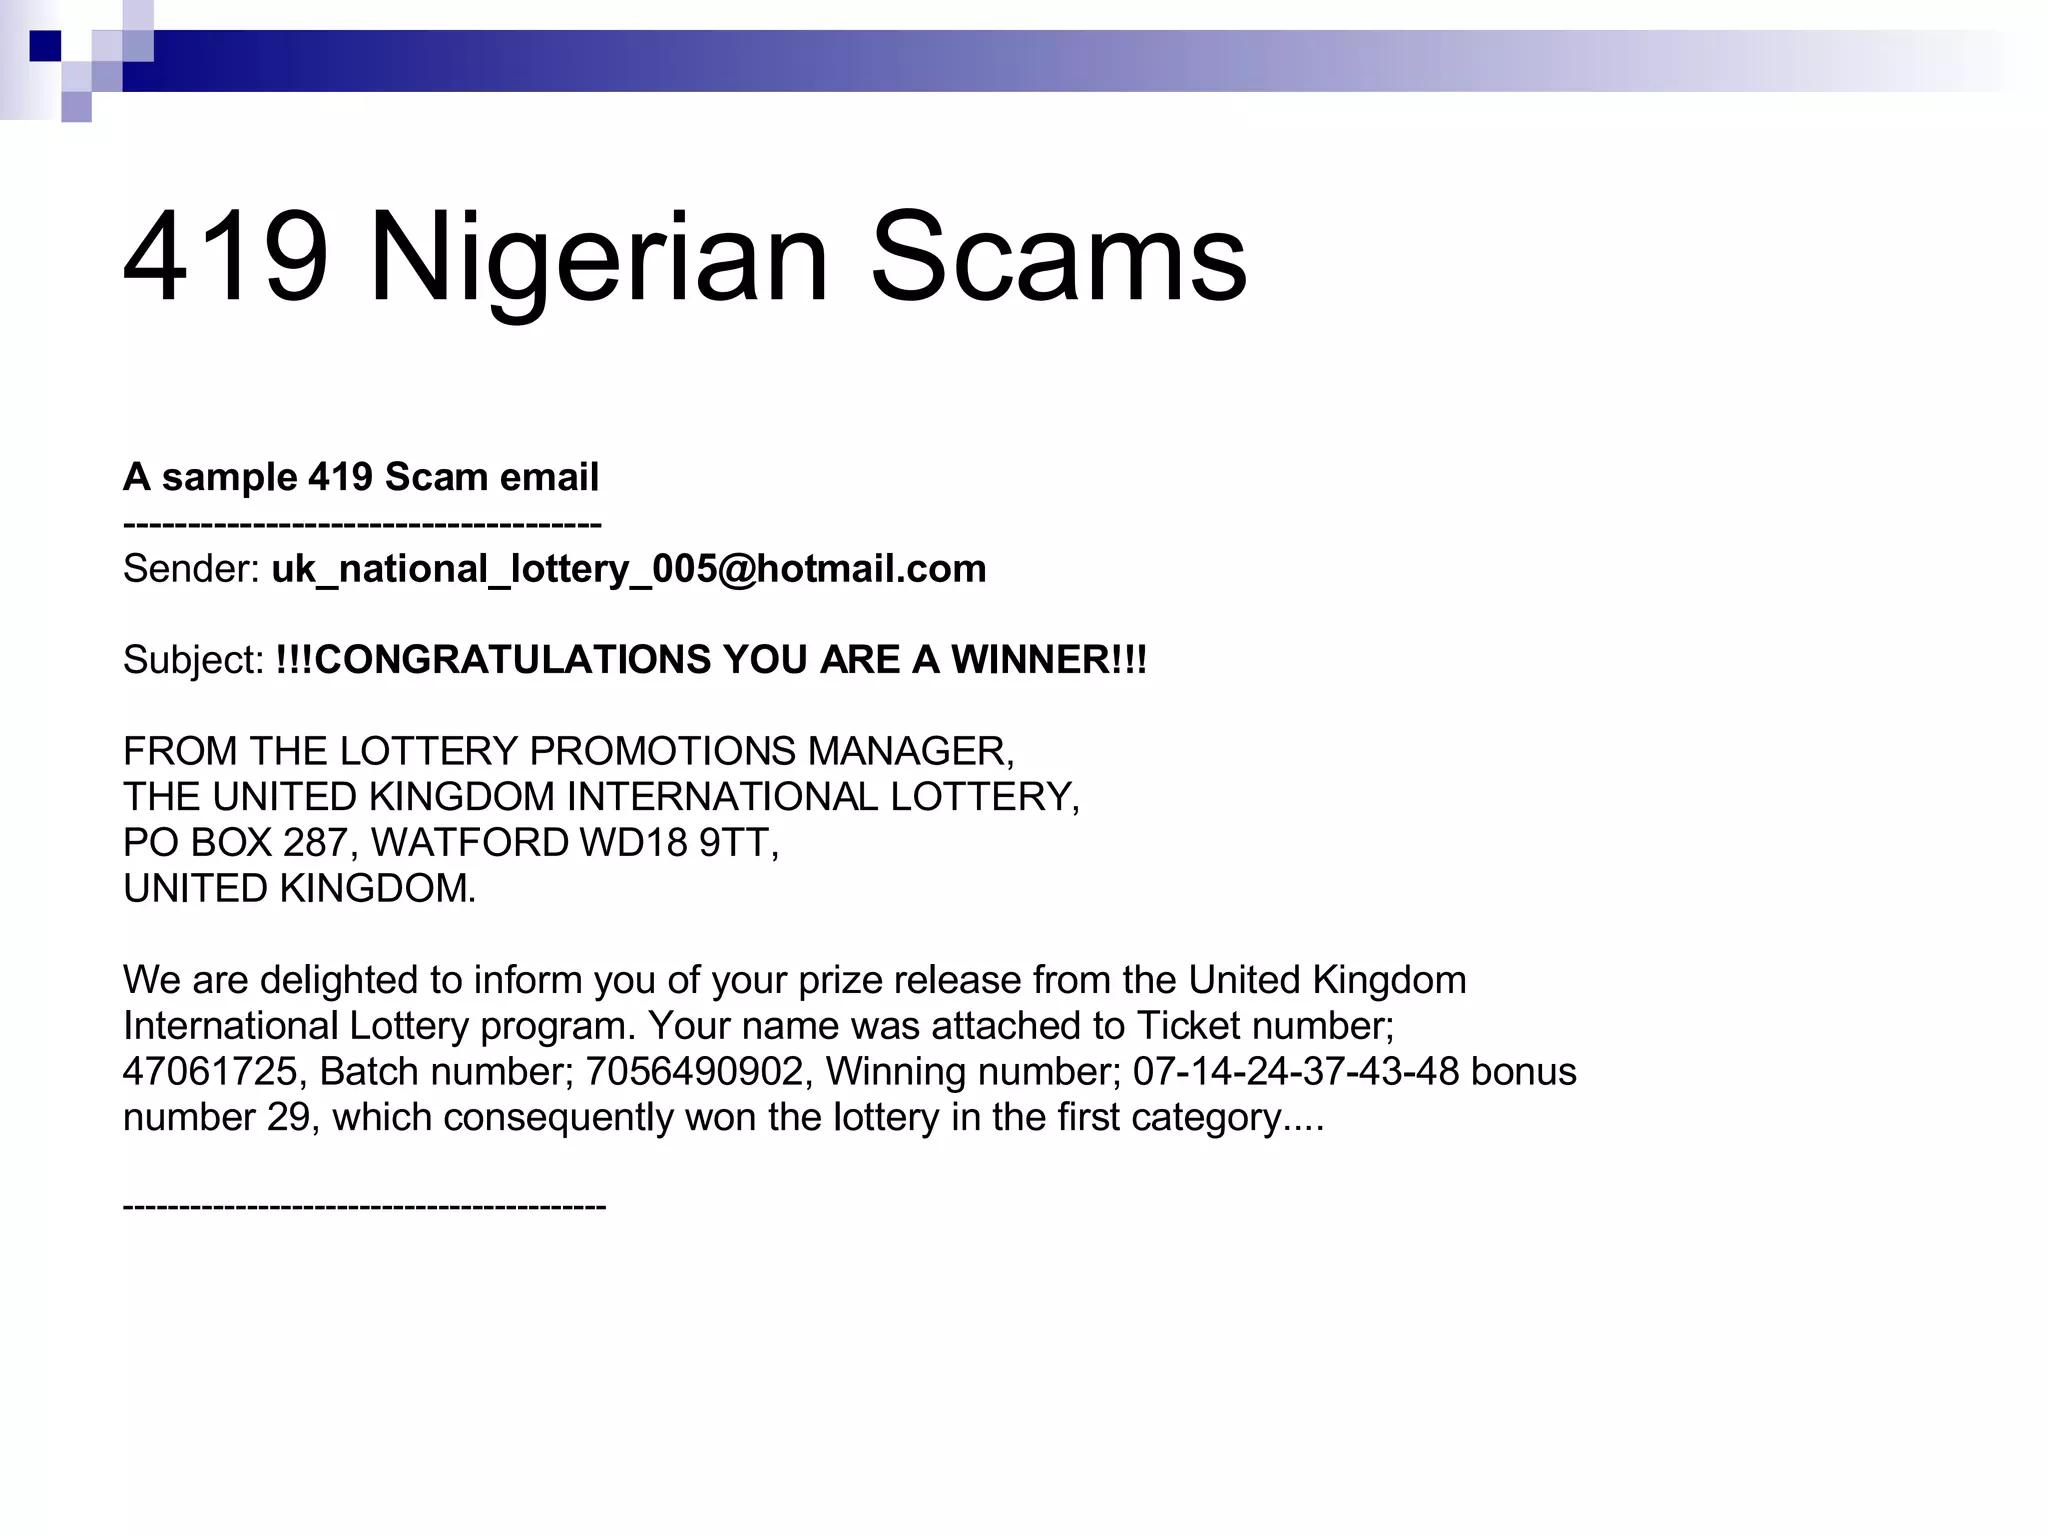 419 Nigerian Scams
A sample 419 Scam email
-------------------------------------
Sender: uk_national_lottery_005@hotmail.com
Subject: !!!CONGRATULATIONS YOU ARE A WINNER!!!
FROM THE LOTTERY PROMOTIONS MANAGER,
THE UNITED KINGDOM INTERNATIONAL LOTTERY,
PO BOX 287, WATFORD WD18 9TT,
UNITED KINGDOM.
We are delighted to inform you of your prize release from the United Kingdom
International Lottery program. Your name was attached to Ticket number;
47061725, Batch number; 7056490902, Winning number; 07-14-24-37-43-48 bonus
number 29, which consequently won the lottery in the first category....
-------------------------------------------